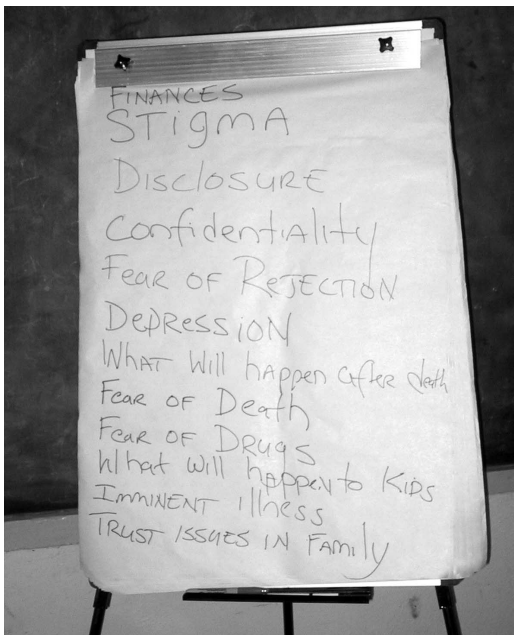 FINANCES
STigmA
DISCLOSURE
Confidentiality
Fear of REJECTION
DepRessiON
What Will happen after death
Fear of Death
Fear of DRUGS
What will happen to KIDS
Imminent illness
TRUST ISSUES IN Family